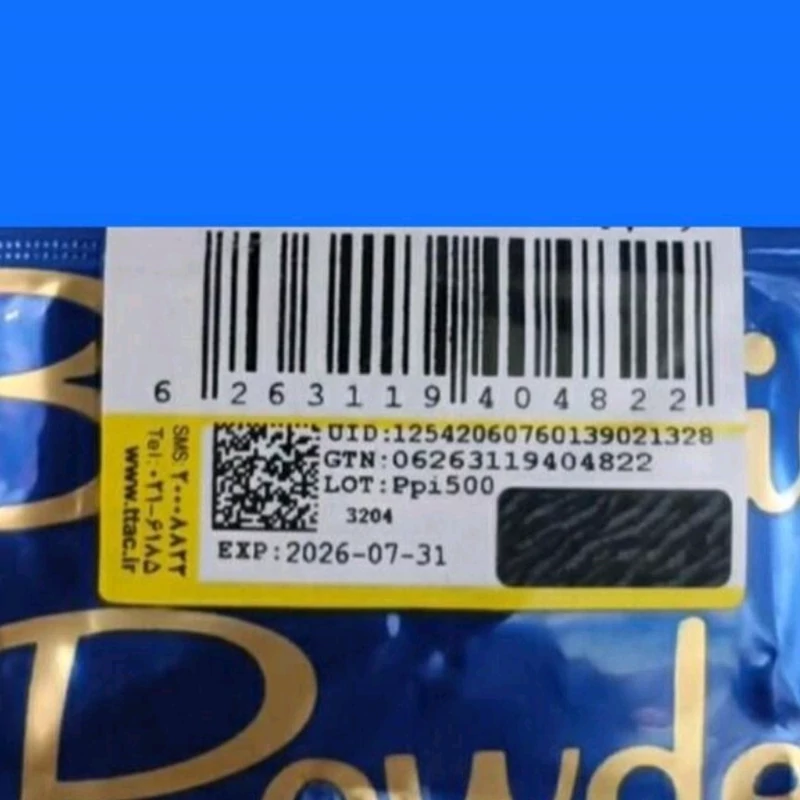 6 263119 404822
UID:12542060760139021328
GTN:06263119404822
LOT:Ppi500
3204
EXP:2026-07-31
SMS: ۲۰۰۰۸۸۲۲
Tel: ۰۲۱-۶۱۸۵
www.ttac.ir
Powde